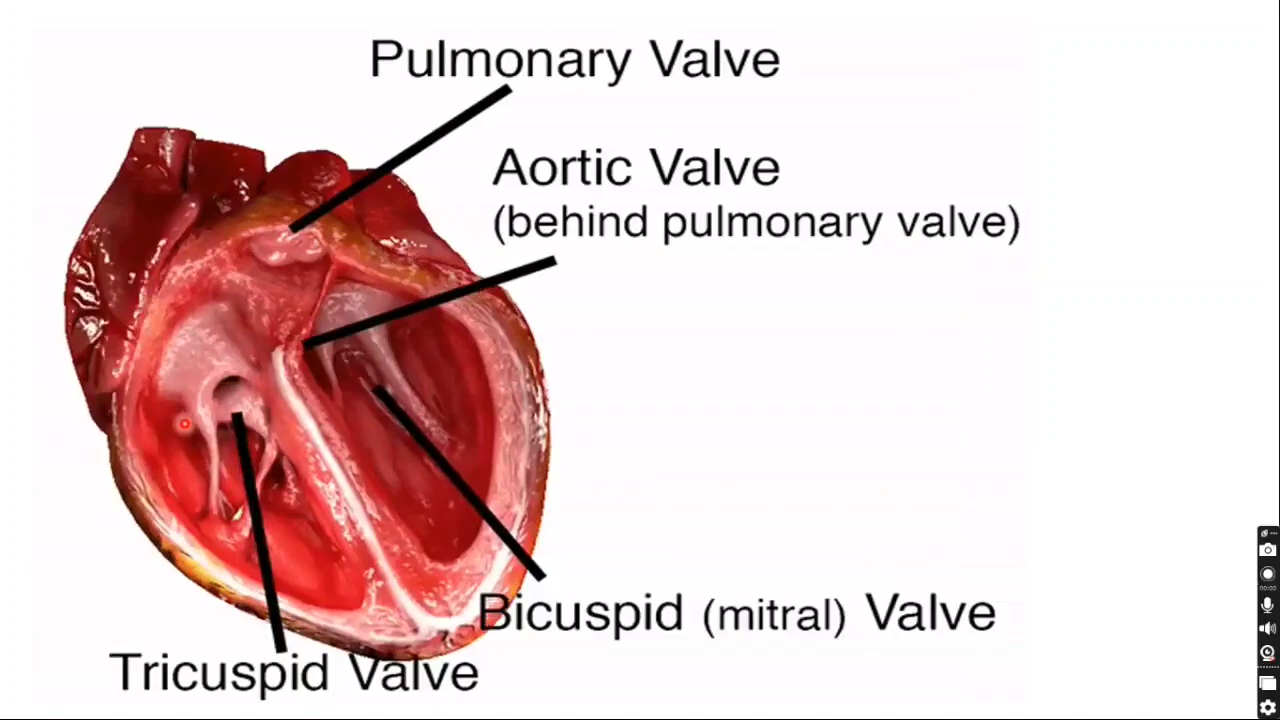 Pulmonary Valve
Aortic Valve
(behind pulmonary valve)
Bicuspid (mitral) Valve
Tricuspid Valve